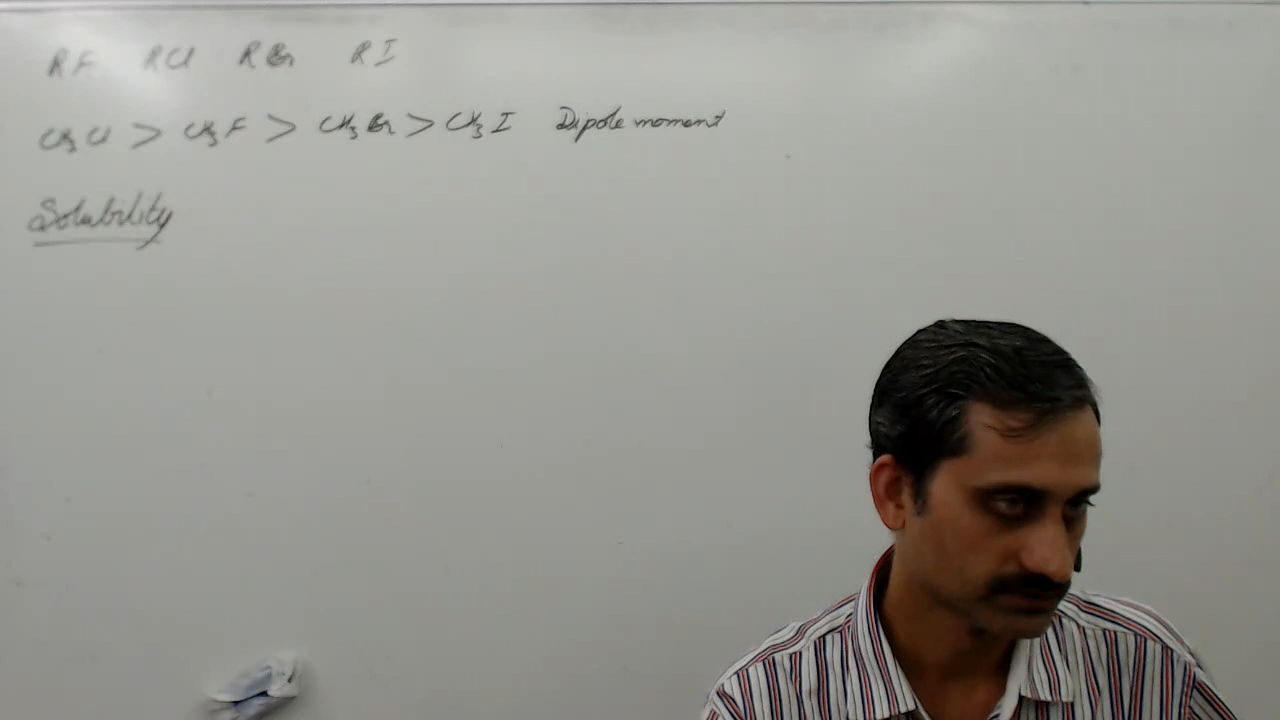 RF RCl RBr RI
CH₃Cl > CH₃F > CH₃Br > CH₃I Dipole moment
Solubility